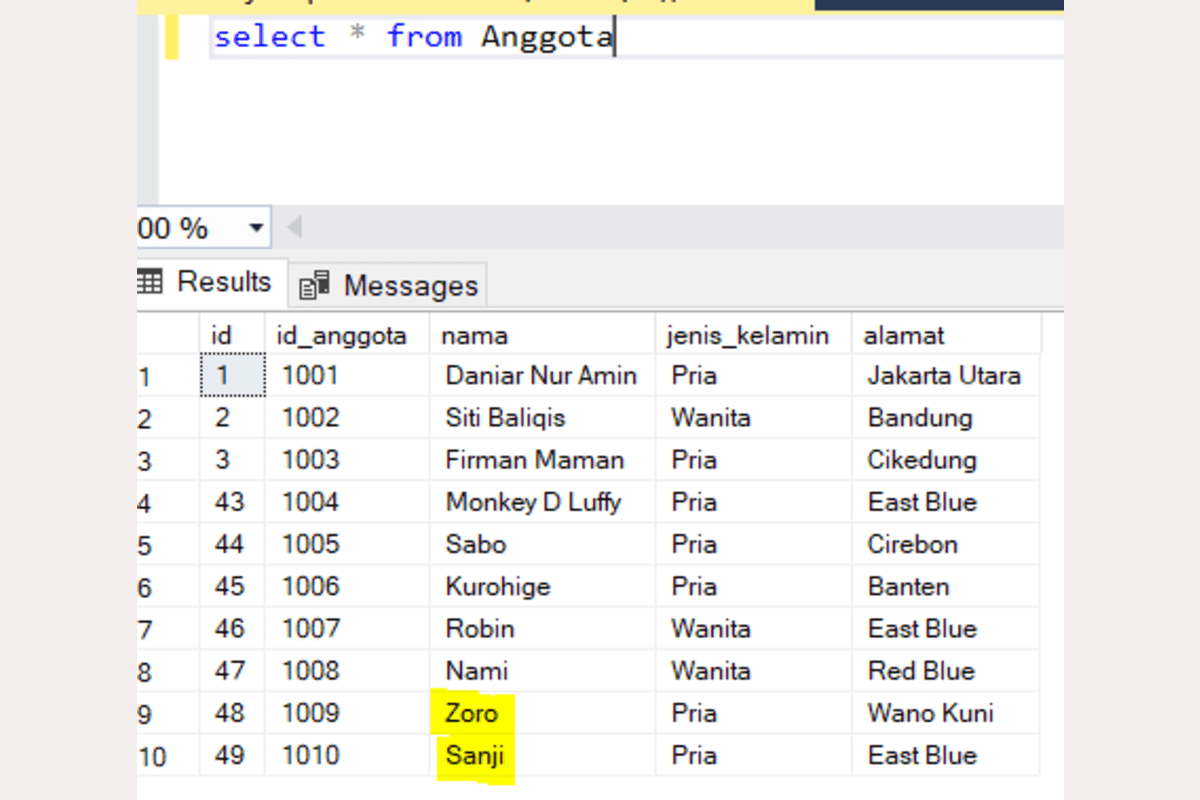 select * from Anggota
00 %
Results Messages
id id_anggota nama jenis_kelamin alamat
1 1 1001 Daniar Nur Amin Pria Jakarta Utara
2 2 1002 Siti Baliqis Wanita Bandung
3 3 1003 Firman Maman Pria Cikedung
4 43 1004 Monkey D Luffy Pria East Blue
5 44 1005 Sabo Pria Cirebon
6 45 1006 Kurohige Pria Banten
7 46 1007 Robin Wanita East Blue
8 47 1008 Nami Wanita Red Blue
9 48 1009 Zoro Pria Wano Kuni
10 49 1010 Sanji Pria East Blue